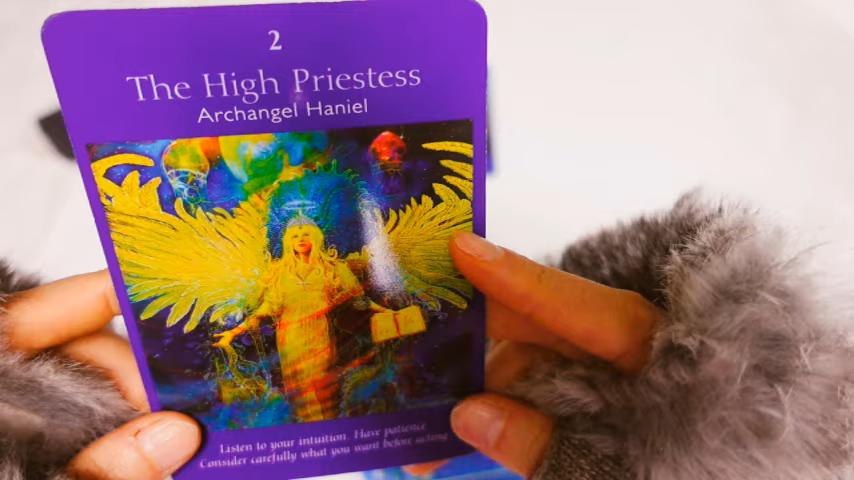 2
The High Priestess
Archangel Haniel
Listen to your intuition. Have patience
Consider carefully what you want before acting